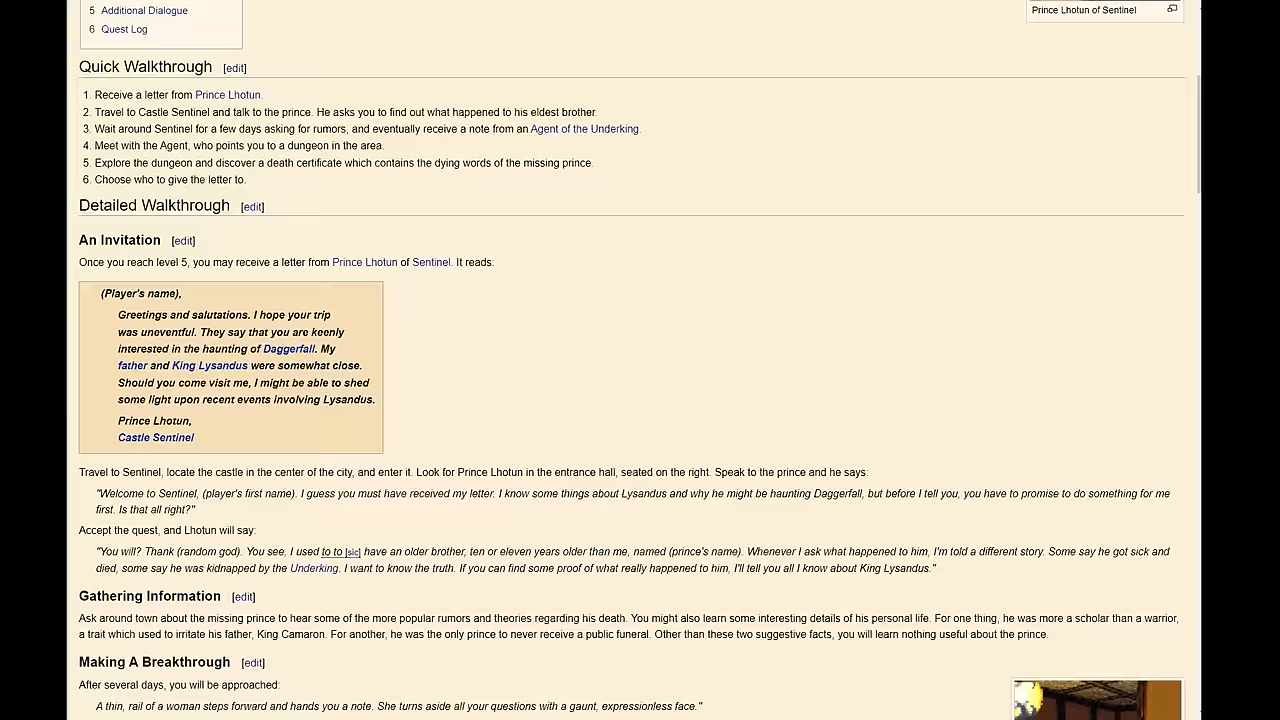 5 Additional Dialogue
6 Quest Log
Prince Lhotun of Sentinel
Quick Walkthrough [edit]
1. Receive a letter from Prince Lhotun.
2. Travel to Castle Sentinel and talk to the prince. He asks you to find out what happened to his eldest brother.
3. Wait around Sentinel for a few days asking for rumors, and eventually receive a note from an Agent of the Underking.
4. Meet with the Agent, who points you to a dungeon in the area.
5. Explore the dungeon and discover a death certificate which contains the dying words of the missing prince.
6. Choose who to give the letter to.
Detailed Walkthrough [edit]
An Invitation [edit]
Once you reach level 5, you may receive a letter from Prince Lhotun of Sentinel. It reads:
(Player's name),
Greetings and salutations. I hope your trip
was uneventful. They say that you are keenly
interested in the haunting of Daggerfall. My
father and King Lysandus were somewhat close.
Should you come visit me, I might be able to shed
some light upon recent events involving Lysandus.
Prince Lhotun,
Castle Sentinel
Travel to Sentinel, locate the castle in the center of the city, and enter it. Look for Prince Lhotun in the entrance hall, seated on the right. Speak to the prince and he says:
"Welcome to Sentinel, (player's first name). I guess you must have received my letter. I know some things about Lysandus and why he might be haunting Daggerfall, but before I tell you, you have to promise to do something for me
first. Is that all right?"
Accept the quest, and Lhotun will say:
"You will? Thank (random god). You see, I used to to [sic] have an older brother, ten or eleven years older than me, named (prince's name). Whenever I ask what happened to him, I'm told a different story. Some say he got sick and
died, some say he was kidnapped by the Underking. I want to know the truth. If you can find some proof of what really happened to him, I'll tell you all I know about King Lysandus."
Gathering Information [edit]
Ask around town about the missing prince to hear some of the more popular rumors and theories regarding his death. You might also learn some interesting details of his personal life. For one thing, he was more a scholar than a warrior,
a trait which used to irritate his father, King Camaron. For another, he was the only prince to never receive a public funeral. Other than these two suggestive facts, you will learn nothing useful about the prince.
Making A Breakthrough [edit]
After several days, you will be approached:
A thin, rail of a woman steps forward and hands you a note. She turns aside all your questions with a gaunt, expressionless face."